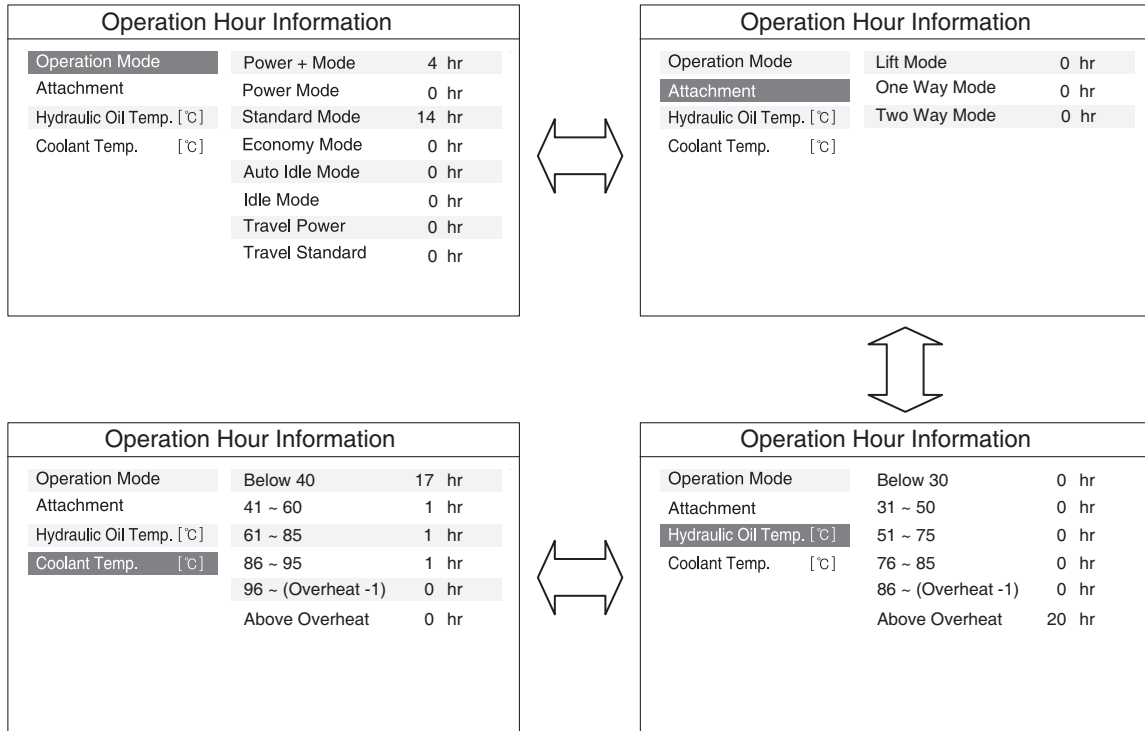 Operation Hour Information
Operation Mode Power + Mode 4 hr
Attachment Power Mode 0 hr
Hydraulic Oil Temp. [℃] Standard Mode 14 hr
Coolant Temp. [℃] Economy Mode 0 hr
Auto Idle Mode 0 hr
Idle Mode 0 hr
Travel Power 0 hr
Travel Standard 0 hr
Operation Hour Information
Operation Mode Lift Mode 0 hr
Attachment One Way Mode 0 hr
Hydraulic Oil Temp. [℃] Two Way Mode 0 hr
Coolant Temp. [℃]
Operation Hour Information
Operation Mode Below 40 17 hr
Attachment 41 ~ 60 1 hr
Hydraulic Oil Temp. [℃] 61 ~ 85 1 hr
Coolant Temp. [℃] 86 ~ 95 1 hr
96 ~ (Overheat -1) 0 hr
Above Overheat 0 hr
Operation Hour Information
Operation Mode Below 30 0 hr
Attachment 31 ~ 50 0 hr
Hydraulic Oil Temp. [℃] 51 ~ 75 0 hr
Coolant Temp. [℃] 76 ~ 85 0 hr
86 ~ (Overheat -1) 0 hr
Above Overheat 20 hr